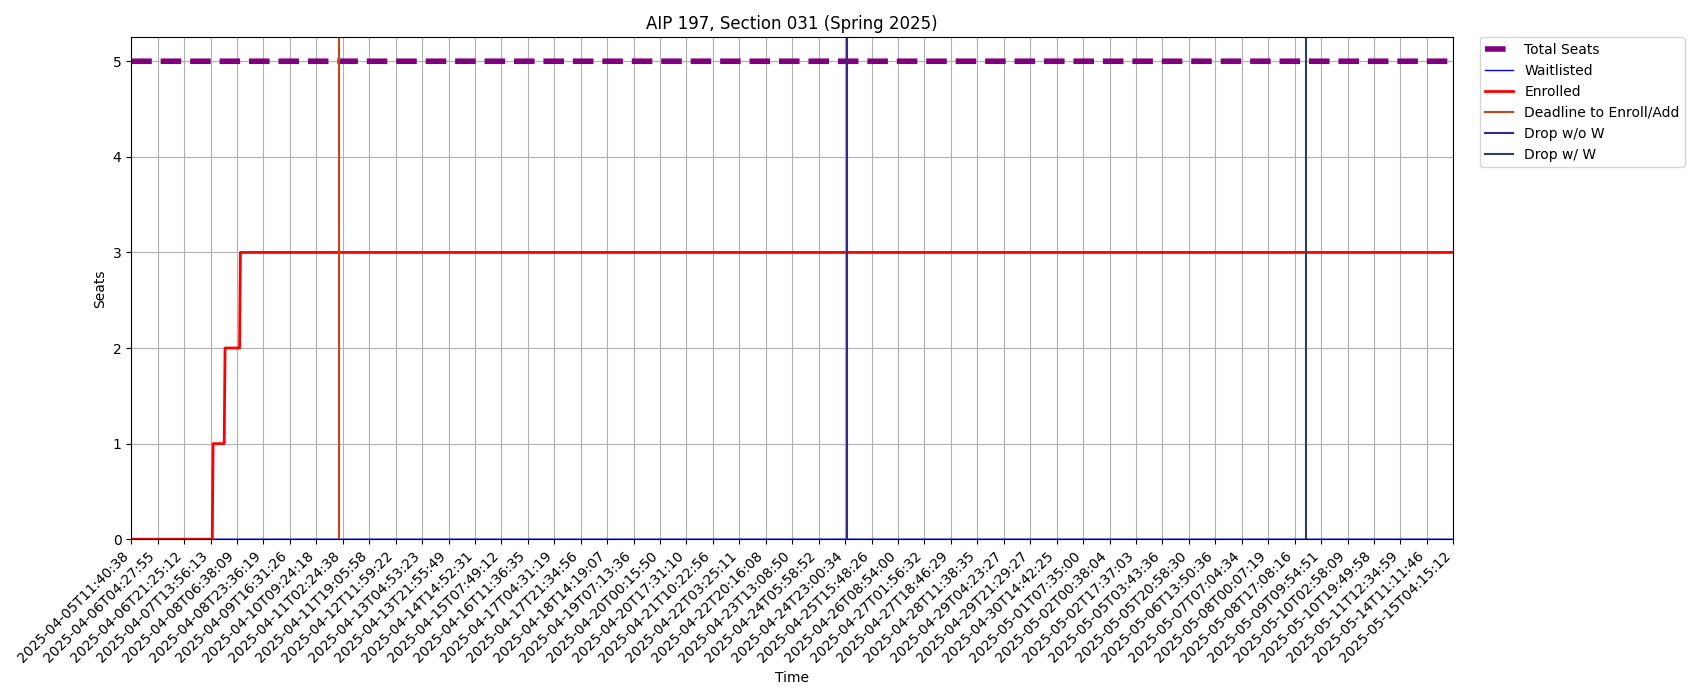 AIP 197, Section 031 (Spring 2025)
Total Seats
Waitlisted
Enrolled
Deadline to Enroll/Add
Drop w/o W
Drop w/ W
Seats
5
4
3
2
1
0
2025-04-05T11:40:38
2025-04-06T04:27:55
2025-04-06T21:25:12
2025-04-07T13:56:13
2025-04-08T06:38:09
2025-04-08T23:36:19
2025-04-09T16:31:26
2025-04-10T09:24:18
2025-04-11T02:24:38
2025-04-11T19:05:58
2025-04-12T11:59:22
2025-04-13T04:53:23
2025-04-13T21:55:49
2025-04-14T14:52:31
2025-04-15T07:49:12
2025-04-16T11:36:35
2025-04-17T04:31:19
2025-04-17T21:34:56
2025-04-18T14:19:07
2025-04-19T07:13:36
2025-04-20T00:15:50
2025-04-20T17:31:10
2025-04-21T10:22:56
2025-04-22T03:25:11
2025-04-22T20:16:09
2025-04-23T13:08:50
2025-04-24T05:58:52
2025-04-24T23:00:34
2025-04-25T15:48:26
2025-04-26T08:54:00
2025-04-27T01:56:32
2025-04-27T18:46:29
2025-04-28T11:38:35
2025-04-29T04:23:27
2025-04-29T21:29:27
2025-04-30T14:42:25
2025-05-01T07:35:00
2025-05-02T00:38:04
2025-05-02T17:37:03
2025-05-05T03:43:36
2025-05-05T20:58:30
2025-05-06T13:50:36
2025-05-07T07:04:34
2025-05-08T00:07:19
2025-05-08T17:08:16
2025-05-09T09:54:51
2025-05-10T02:58:09
2025-05-10T19:49:58
2025-05-11T12:34:59
2025-05-14T11:11:46
2025-05-15T04:15:12
Time